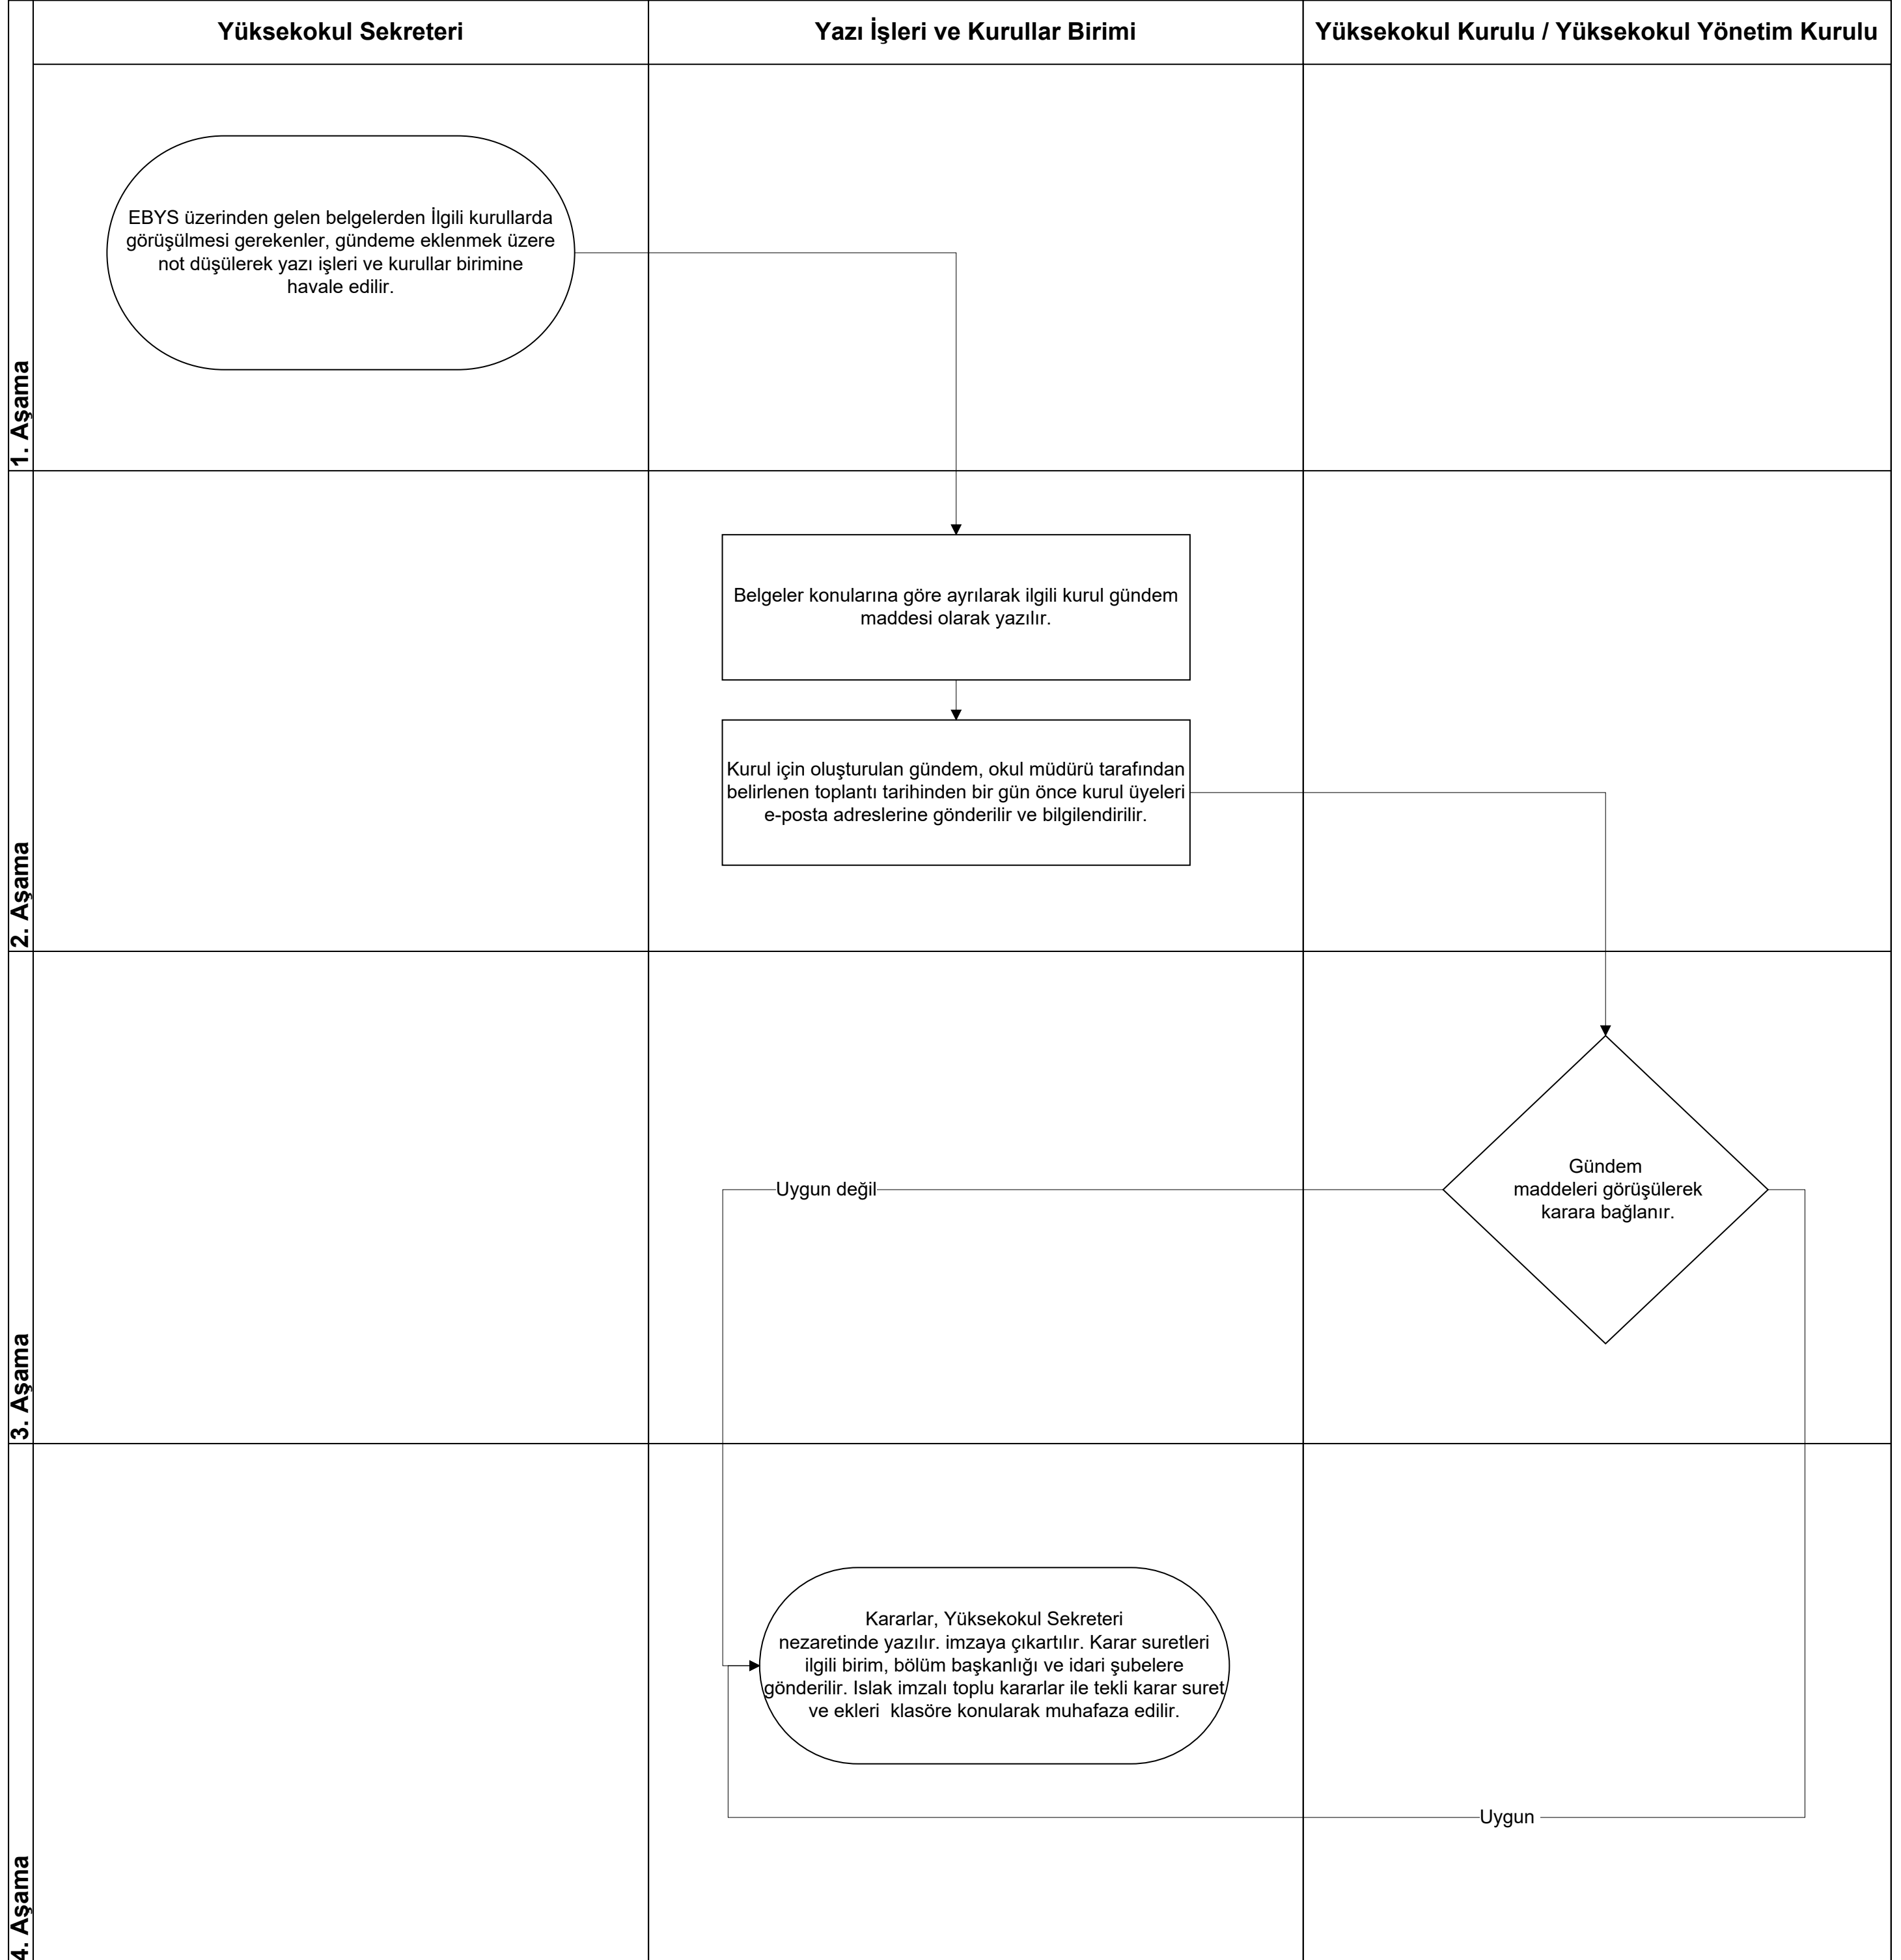 Yüksekokul Sekreteri
Yazı İşleri ve Kurullar Birimi
Yüksekokul Kurulu / Yüksekokul Yönetim Kurulu
1. Aşama
EBYS üzerinden gelen belgelerden İlgili kurullarda
görüşülmesi gerekenler, gündeme eklenmek üzere
not düşülerek yazı işleri ve kurullar birimine
havale edilir.
2. Aşama
Belgeler konularına göre ayrılarak ilgili kurul gündem
maddesi olarak yazılır.
Kurul için oluşturulan gündem, okul müdürü tarafından
belirlenen toplantı tarihinden bir gün önce kurul üyeleri
e-posta adreslerine gönderilir ve bilgilendirilir.
3. Aşama
Gündem
maddeleri görüşülerek
karara bağlanır.
Uygun değil
4. Aşama
Kararlar, Yüksekokul Sekreteri
nezaretinde yazılır. imzaya çıkartılır. Karar suretleri
ilgili birim, bölüm başkanlığı ve idari şubelere
gönderilir. Islak imzalı toplu kararlar ile tekli karar suret
ve ekleri  klasöre konularak muhafaza edilir.
Uygun